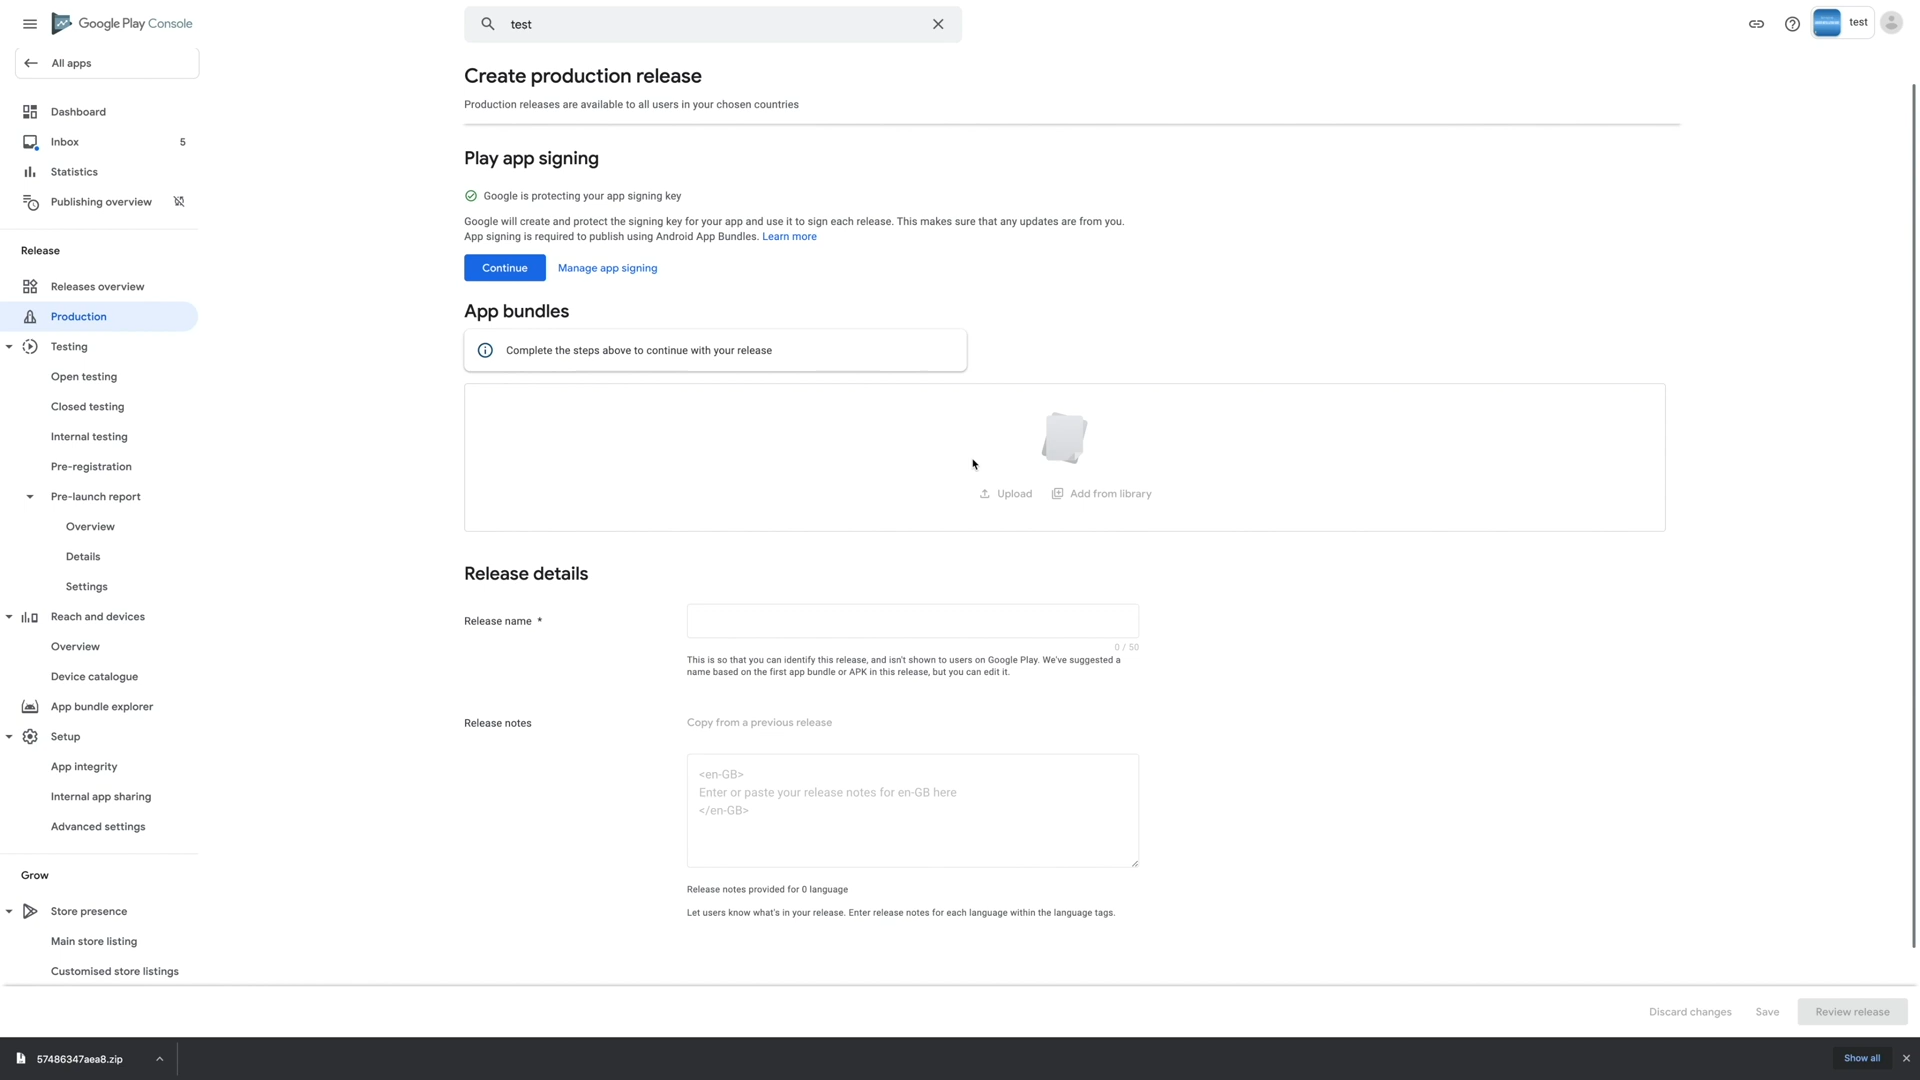 Google Play Console
test
test
All apps
Dashboard
Inbox 5
Statistics
Publishing overview
Release
Releases overview
Production
Testing
Open testing
Closed testing
Internal testing
Pre-registration
Pre-launch report
Overview
Details
Settings
Reach and devices
Overview
Device catalogue
App bundle explorer
Setup
App integrity
Internal app sharing
Advanced settings
Grow
Store presence
Main store listing
Customised store listings
Create production release
Production releases are available to all users in your chosen countries
Play app signing
Google is protecting your app signing key
Google will create and protect the signing key for your app and use it to sign each release. This makes sure that any updates are from you.
App signing is required to publish using Android App Bundles. Learn more
Continue Manage app signing
App bundles
Complete the steps above to continue with your release
Upload Add from library
Release details
Release name *
0 / 50
This is so that you can identify this release, and isn't shown to users on Google Play. We've suggested a
name based on the first app bundle or APK in this release, but you can edit it.
Release notes Copy from a previous release
<en-GB>
Enter or paste your release notes for en-GB here
</en-GB>
Release notes provided for 0 language
Let users know what's in your release. Enter release notes for each language within the language tags.
Discard changes Save Review release
57486347aea8.zip Show all